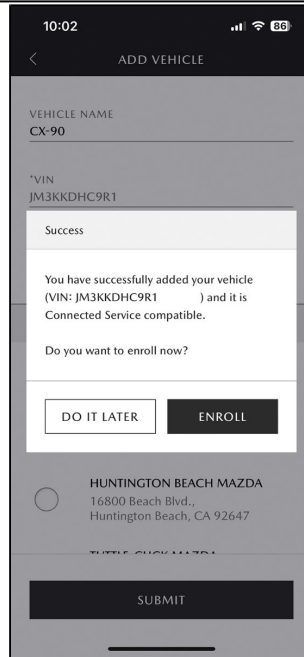 10:02
86
ADD VEHICLE
VEHICLE NAME
CX-90
*VIN
JM3KKDHC9R1
Success
You have successfully added your vehicle
(VIN: JM3KKDHC9R1 ) and it is
Connected Service compatible.
Do you want to enroll now?
DO IT LATER
ENROLL
HUNTINGTON BEACH MAZDA
16800 Beach Blvd.,
Huntington Beach, CA 92647
SUBMIT